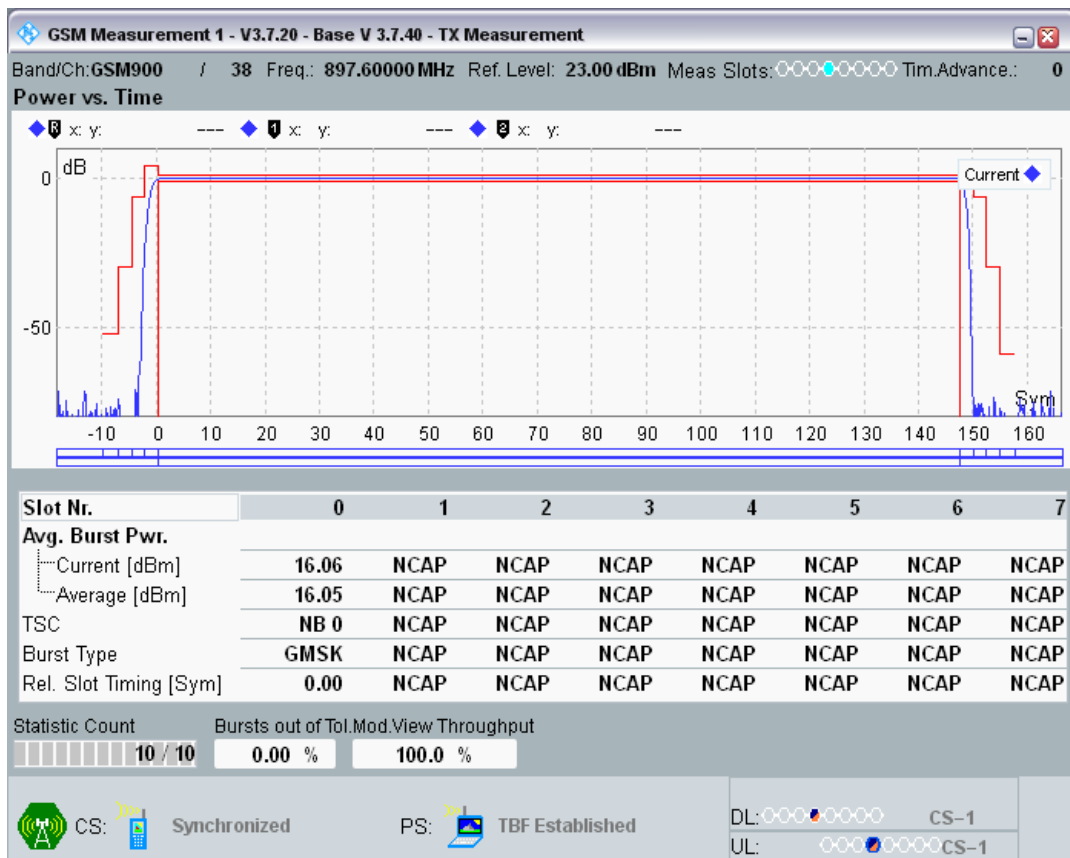 GSM Measurement 1 - V3.7.20 - Base V 3.7.40 - TX Measurement
Band/Ch:GSM900 / 38 Freq.: 897.60000 MHz Ref. Level: 23.00 dBm Meas Slots: Tim.Advance.: 0
Power vs. Time
R x: y: --- 1 x: y: --- 2 x: y: ---
dB
0
Current
-50
Sym
-10 0 10 20 30 40 50 60 70 80 90 100 110 120 130 140 150 160
Slot Nr. 0 1 2 3 4 5 6 7
Avg. Burst Pwr.
Current [dBm] 16.06 NCAP NCAP NCAP NCAP NCAP NCAP NCAP
Average [dBm] 16.05 NCAP NCAP NCAP NCAP NCAP NCAP NCAP
TSC NB 0 NCAP NCAP NCAP NCAP NCAP NCAP NCAP
Burst Type GMSK NCAP NCAP NCAP NCAP NCAP NCAP NCAP
Rel. Slot Timing [Sym] 0.00 NCAP NCAP NCAP NCAP NCAP NCAP NCAP
Statistic Count Bursts out of Tol.Mod.View Throughput
10 / 10 0.00 % 100.0 %
CS: Synchronized PS: TBF Established
DL: CS-1
UL: CS-1